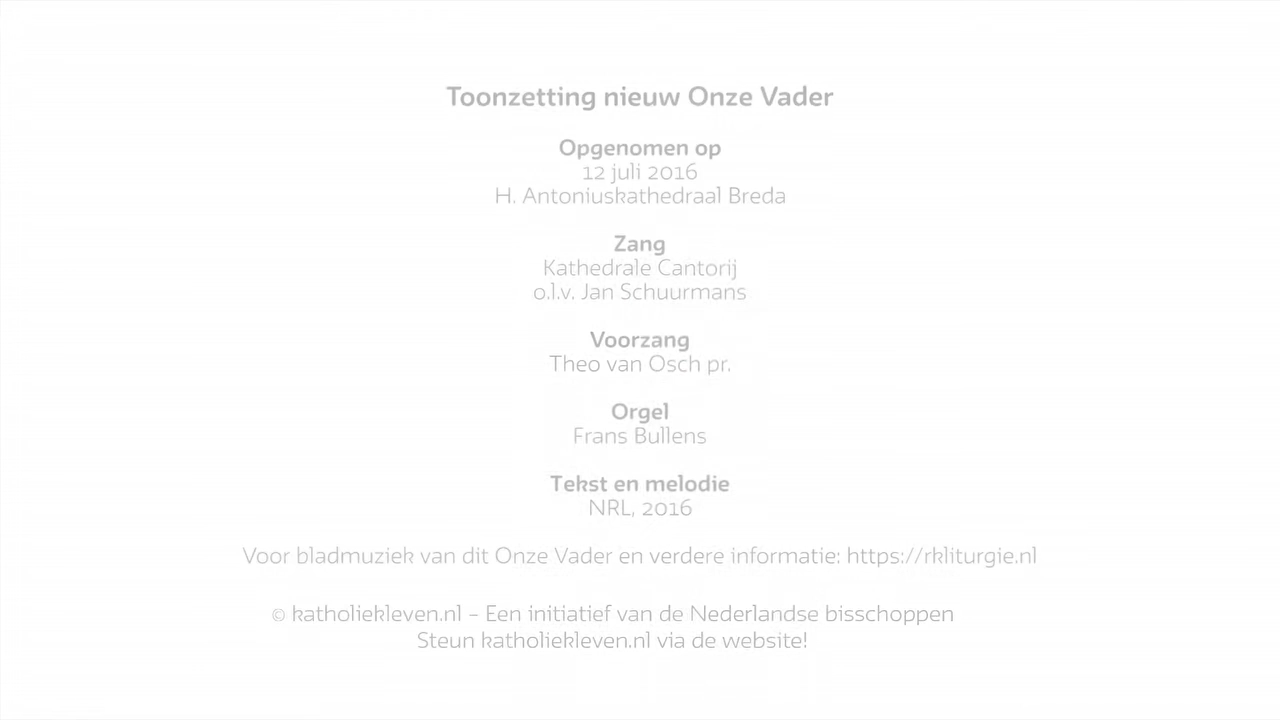 Toonzetting nieuw Onze Vader
Opgenomen op
12 juli 2016
H. Antoniuskathedraal Breda
Zang
Kathedrale Cantorij
o.l.v. Jan Schuurmans
Voorzang
Theo van Osch pr.
Orgel
Frans Bullens
Tekst en melodie
NRL, 2016
Voor bladmuziek van dit Onze Vader en verdere informatie: https://rkliturgie.nl
© katholiekleven.nl – Een initiatief van de Nederlandse bisschoppen
Steun katholiekleven.nl via de website!